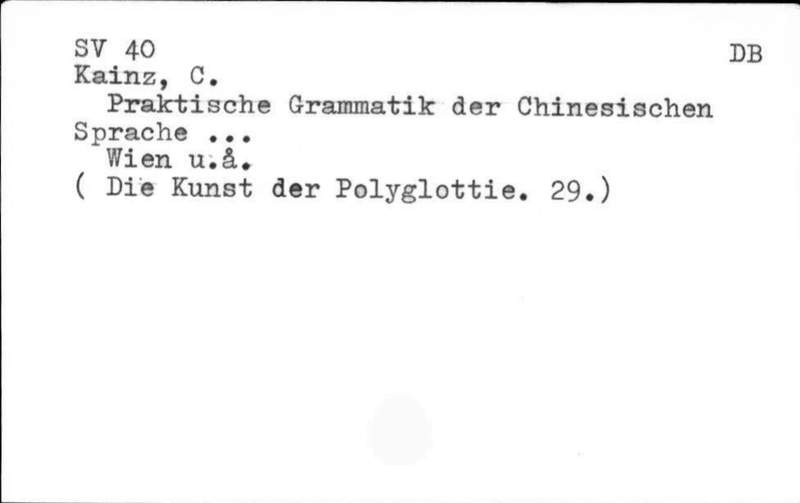 SV 40 DB
Kainz, C.
Praktische Grammatik der Chinesischen
Sprache ...
Wien u.å.
( Die Kunst der Polyglottie. 29.)